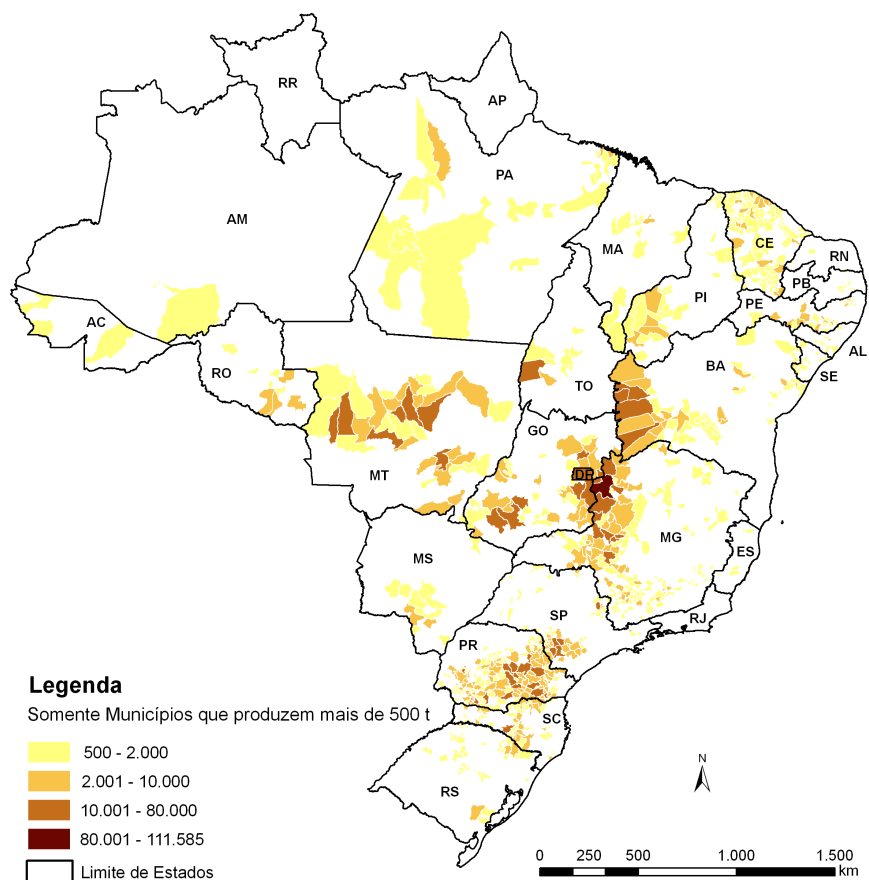 RR
AP
PA
AM
MA
CE
RN
PB
PI
PE
AC
AL
RO
BA
SE
TO
GO
MT
DF
MG
MS
ES
SP
RJ
PR
SC
RS
Legenda
Somente Municípios que produzem mais de 500 t
500 - 2.000
2.001 - 10.000
10.001 - 80.000
80.001 - 111.585
Limite de Estados
N
0 250 500 1.000 1.500
km